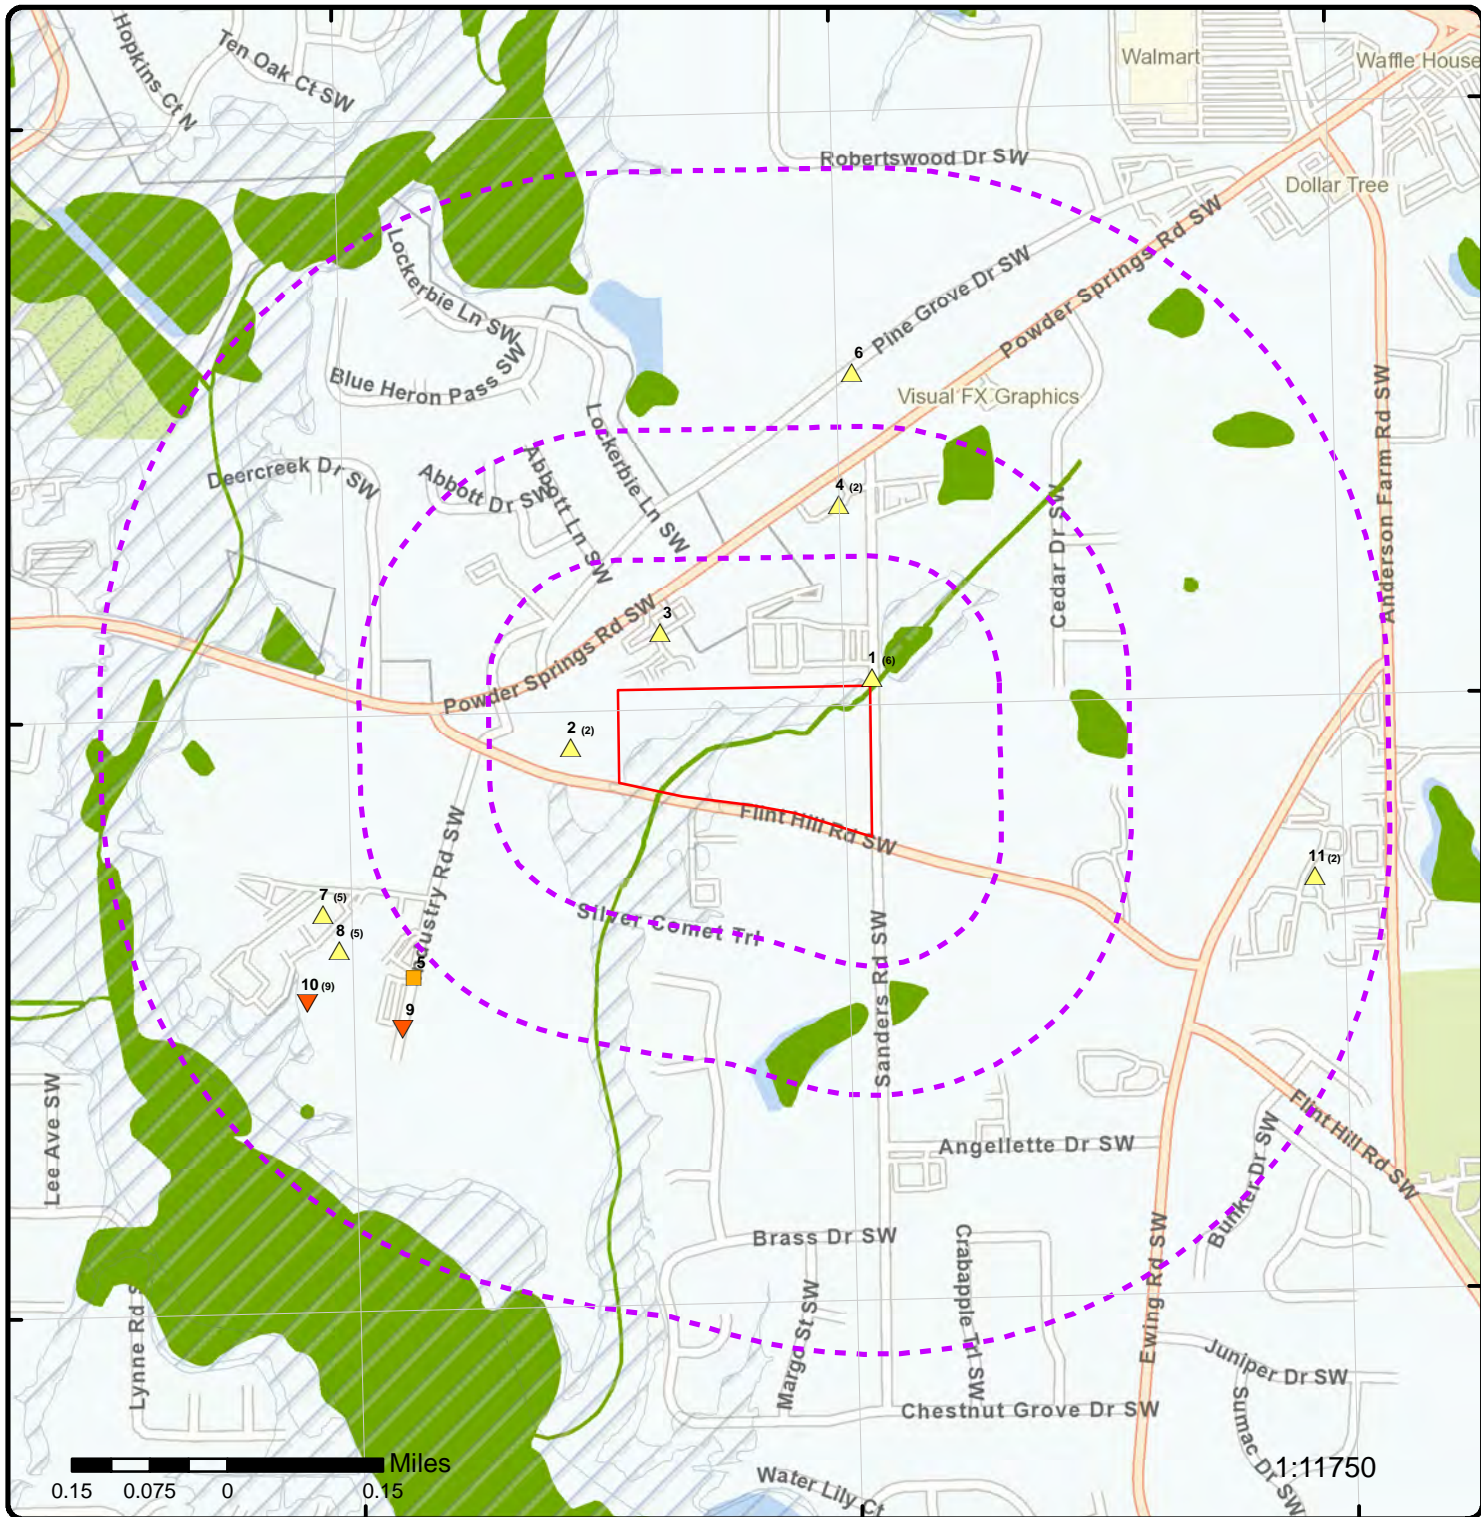 Hopkins Ct N
Ten Oak Ct SW
Walmart
Waffle House
Robertswood Dr SW
Dollar Tree
Lockerbie Ln SW
Pine Grove Dr SW
Powder Springs Rd SW
6
Blue Heron Pass SW
Visual FX Graphics
Lockerbie Ln SW
Anderson Farm Rd SW
Deercreek Dr SW
Abbott Dr SW
Abbott Ln SW
4 (2)
Cedar Dr SW
3
Powder Springs Rd SW
1 (6)
2 (2)
Flint Hill Rd SW
Industry Rd SW
11 (2)
7 (5)
Silver Comet Trl
8 (5)
5
10 (9)
9
Sanders Rd SW
Lee Ave SW
Flint Hill Rd SW
Angellette Dr SW
Bunker Dr SW
Brass Dr SW
Crabapple Trl SW
Ewing Rd SW
Margo St SW
Lynne Rd S
Juniper Dr SW
Chestnut Grove Dr SW
Sumac Dr SW
Miles
0.15 0.075 0 0.15
1:11750
Water Lily Ct